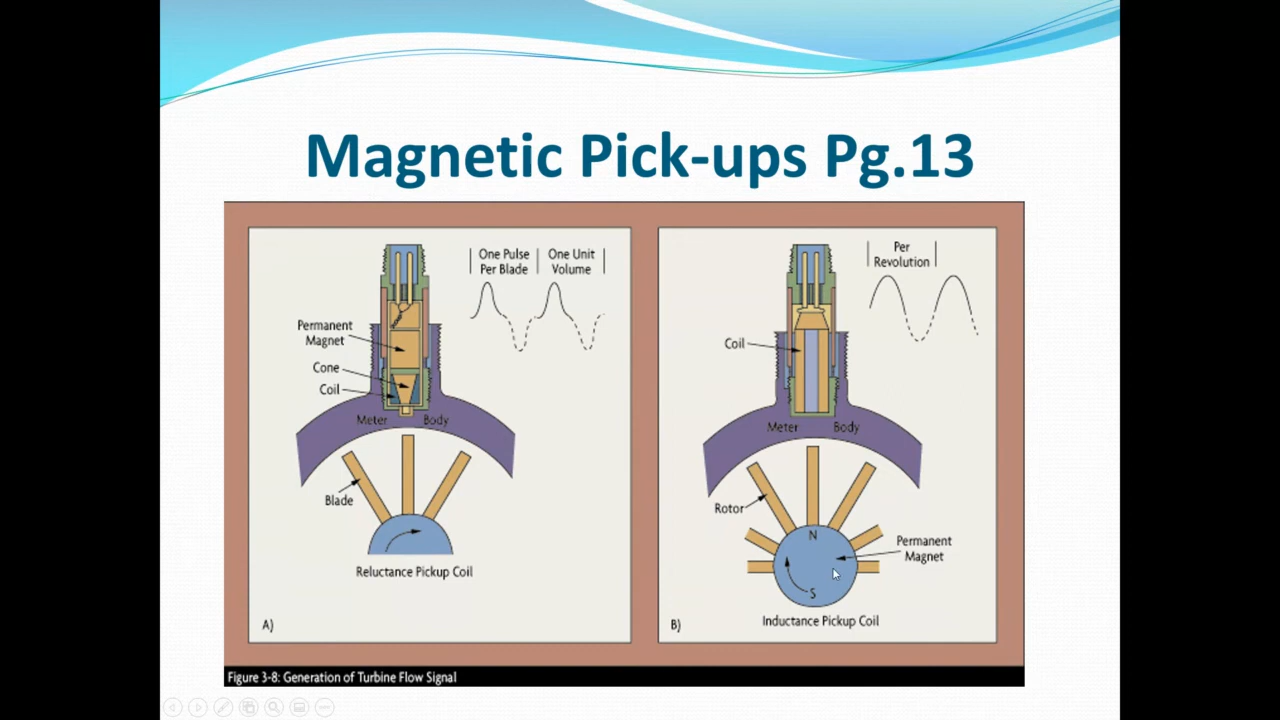 Magnetic Pick-ups Pg.13
One Pulse
Per Blade
One Unit
Volume
Permanent
Magnet
Cone
Coil
Meter Body
Blade
Reluctance Pickup Coil
A)
Per
Revolution
Coil
Meter Body
Rotor
N
Permanent
Magnet
S
Inductance Pickup Coil
B)
Figure 3-8: Generation of Turbine Flow Signal